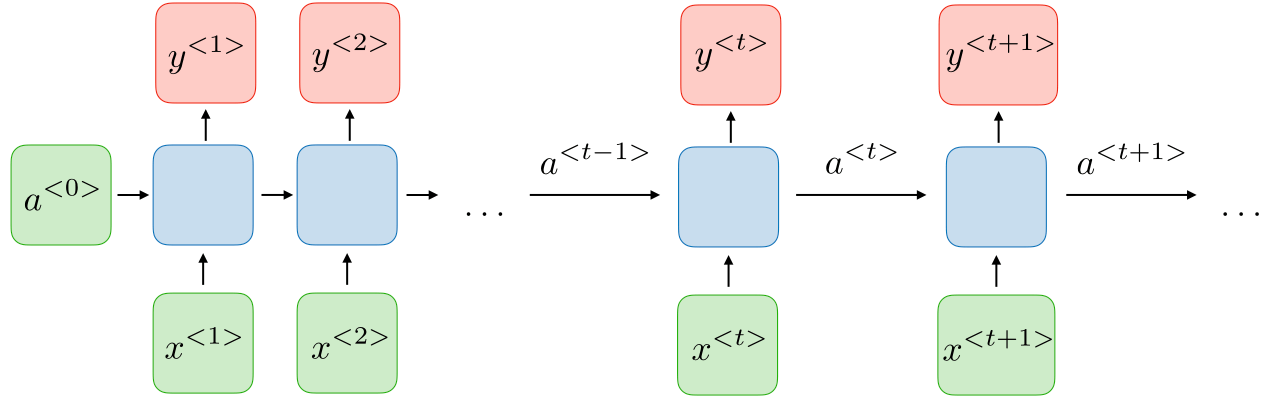 y^{<1>} y^{<2>} y^{<t>} y^{<t+1>}
a^{<0>} ... a^{<t−1>} a^{<t>} a^{<t+1>} ...
x^{<1>} x^{<2>} x^{<t>} x^{<t+1>}